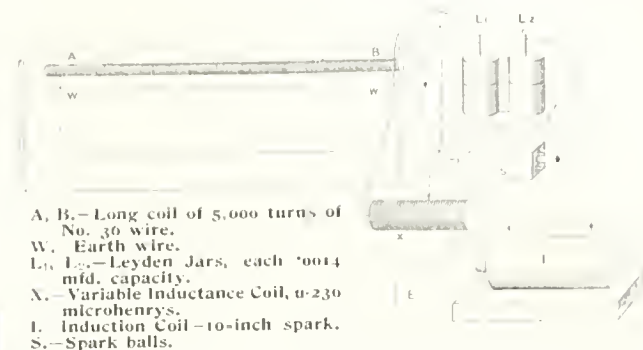 L1 L2
A B
W W
S
A, B.—Long coil of 5,000 turns of
No. 36 wire.
W. Earth wire.
L1, L2.—Leyden Jars, each ·0014
mfd. capacity.
X.—Variable Inductance Coil, 0-230
microhenrys.
I. Induction Coil—10-inch spark.
S.—Spark balls.
X
I
E